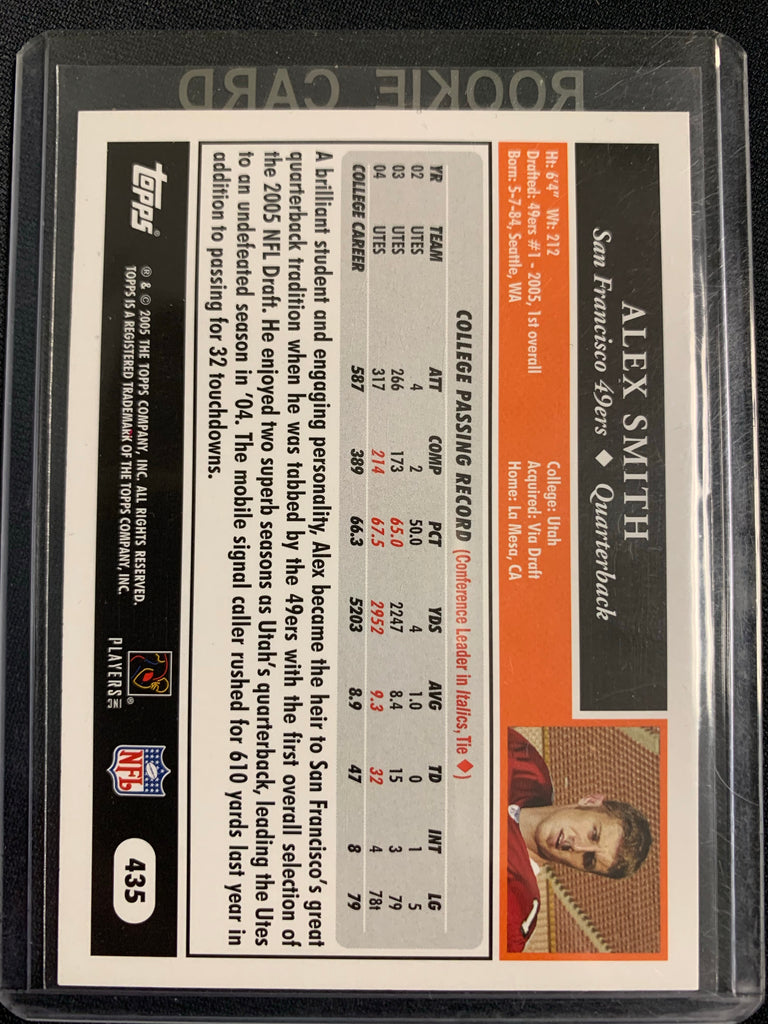 ROOKIE CARD
ALEX SMITH
San Francisco 49ers ♦ Quarterback
Ht: 6'4" Wt: 212 College: Utah
Drafted: 49ers #1 - 2005, 1st overall Acquired: Via Draft
Born: 5-7-84, Seattle, WA Home: La Mesa, CA
COLLEGE PASSING RECORD (Conference Leader in Italics, Tie ♦)
YR TEAM ATT COMP PCT YDS AVG TD INT LG
02 UTES 4 2 50.0 4 1.0 0 1 5
03 UTES 266 173 65.0 2247 8.4 15 3 79
04 UTES 317 214 67.5 2952 9.3 32 4 78t
COLLEGE CAREER 587 389 66.3 5203 8.9 47 8 79
A brilliant student and engaging personality, Alex became the heir to San Francisco's great
quarterback tradition when he was tabbed by the 49ers with the first overall selection of
the 2005 NFL Draft. He enjoyed two superb seasons as Utah's quarterback, leading the Utes
to an undefeated season in '04. The mobile signal caller rushed for 610 yards last year in
addition to passing for 32 touchdowns.
topps®
® & © 2005 THE TOPPS COMPANY, INC. ALL RIGHTS RESERVED.
TOPPS IS A REGISTERED TRADEMARK OF THE TOPPS COMPANY, INC.
PLAYERS INC
NFL
435